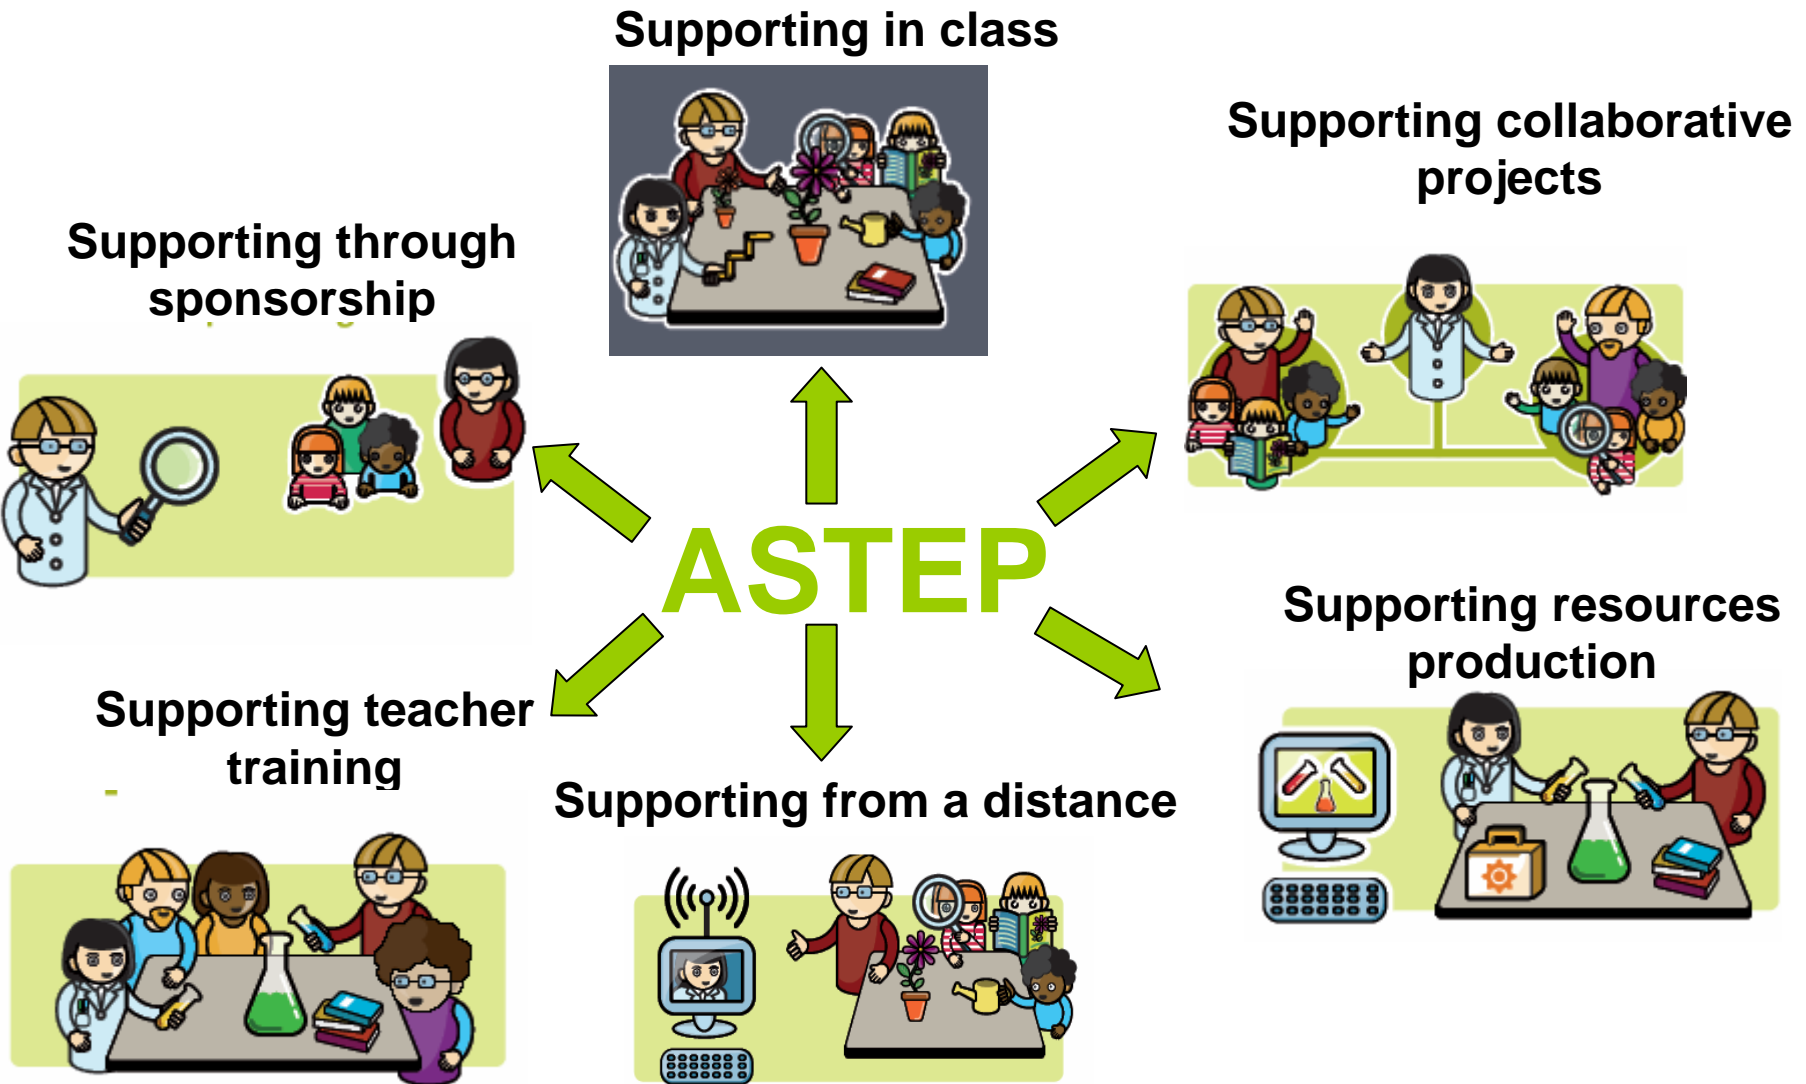 Supporting in class
Supporting collaborative
projects
Supporting through
sponsorship
ASTEP
Supporting resources
production
Supporting teacher
training
Supporting from a distance